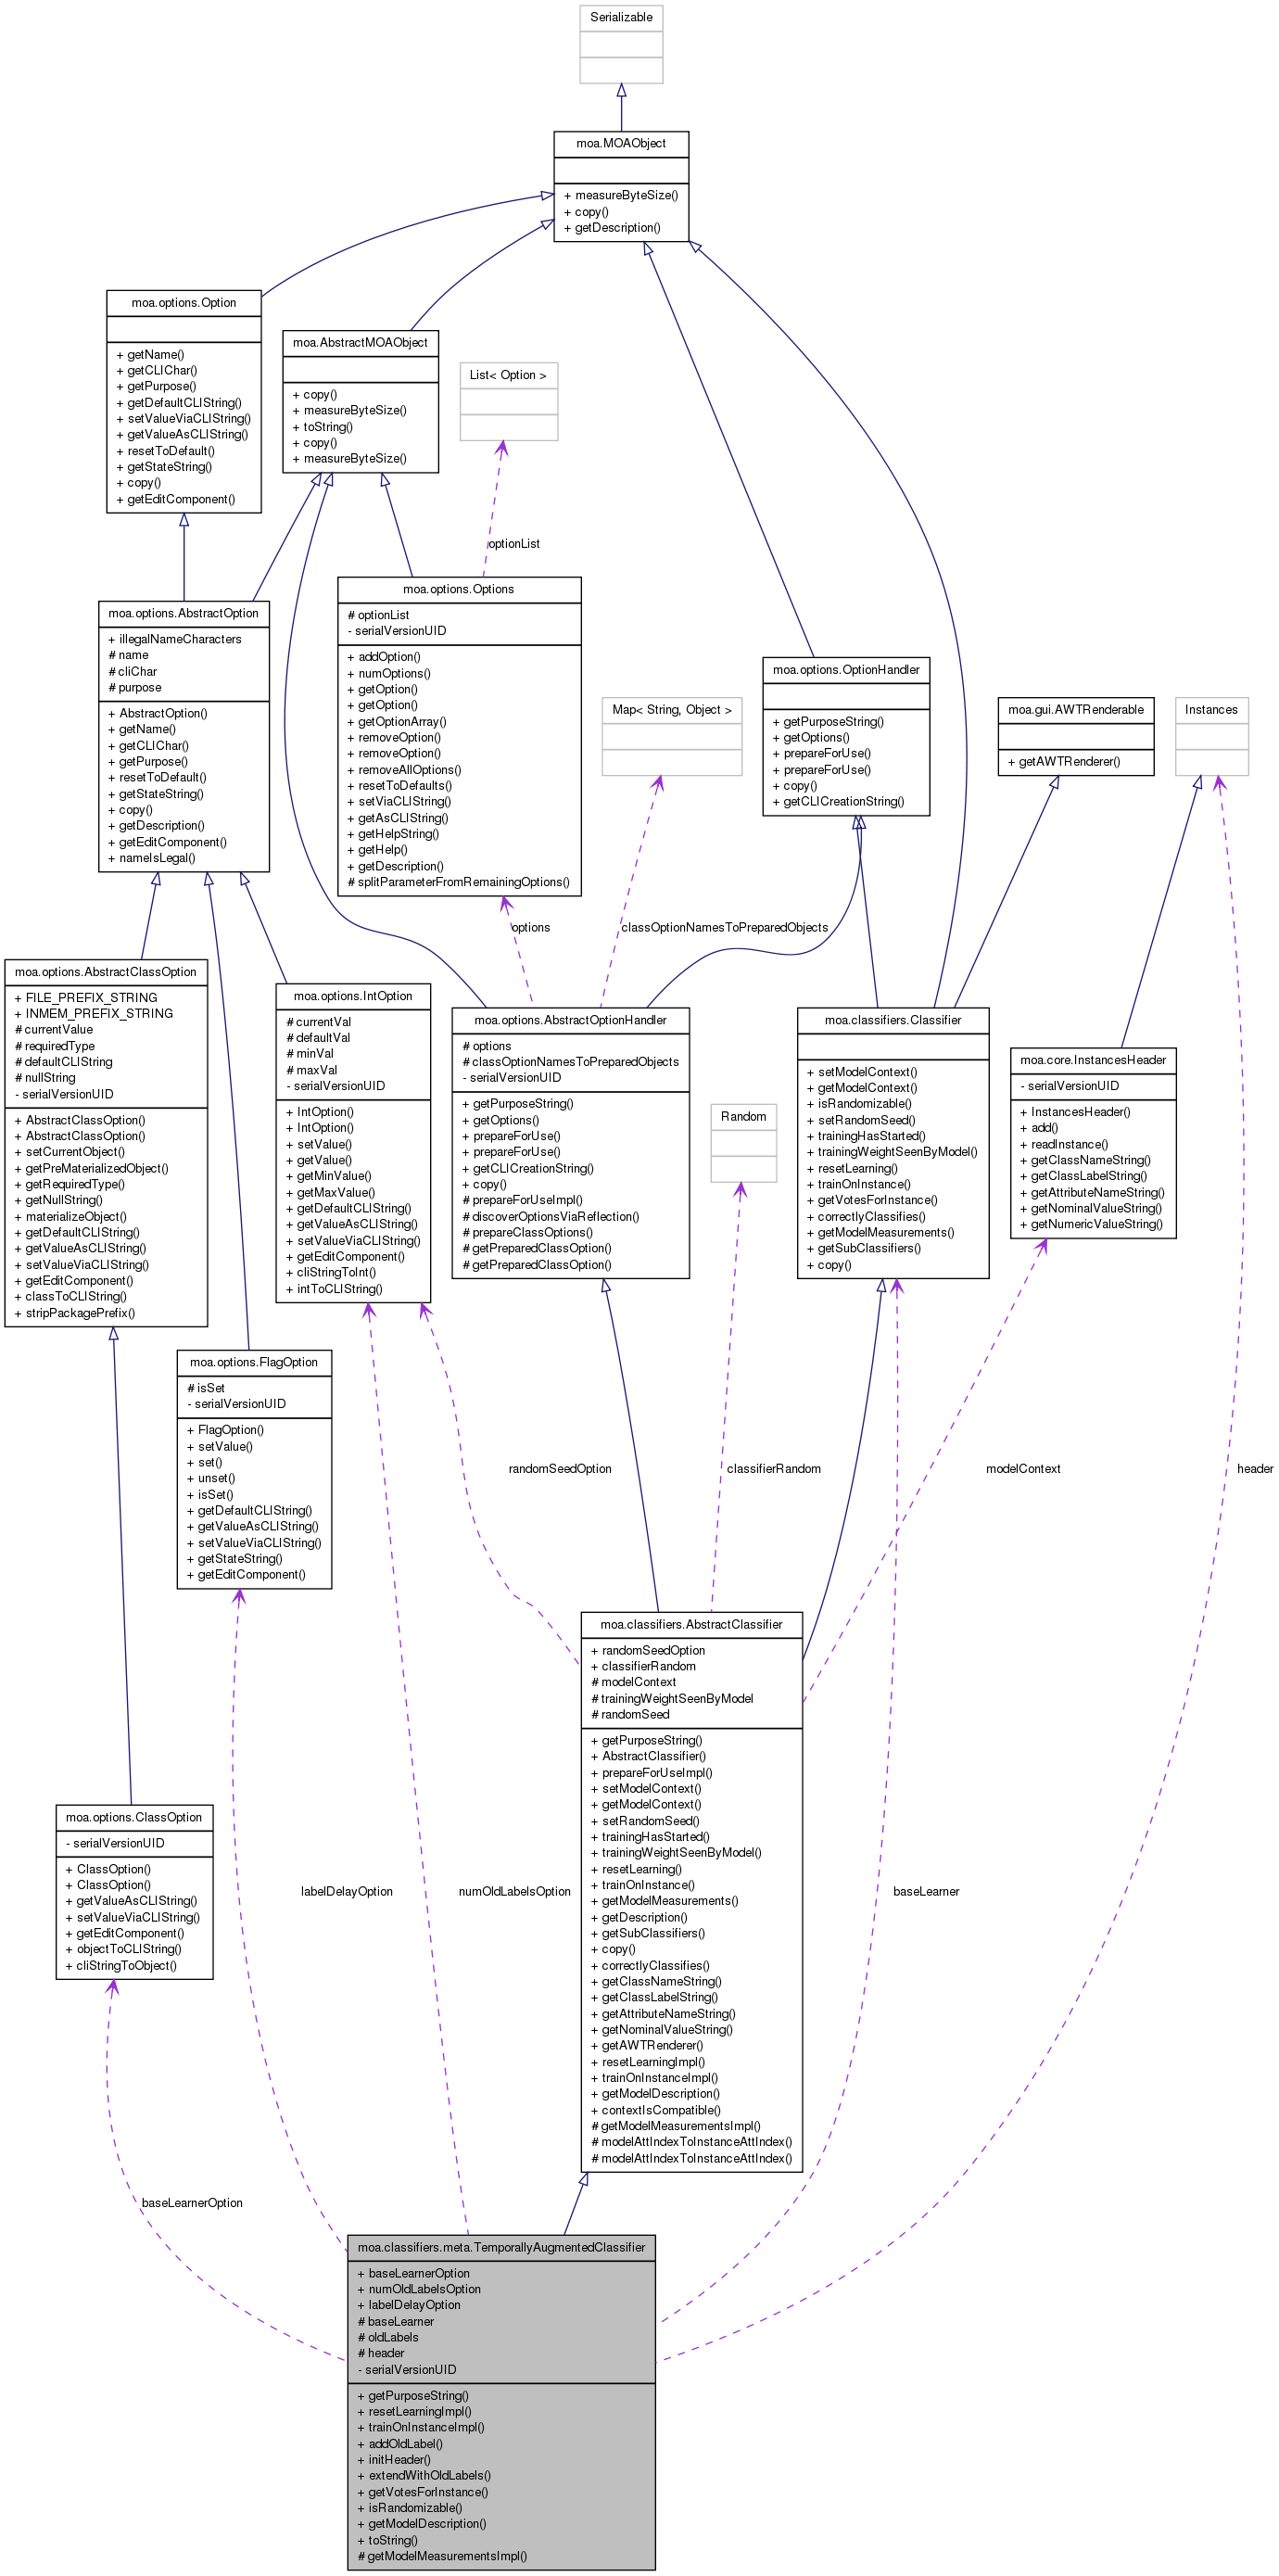 Serializable
moa.MOAObject
+ measureByteSize()
+ copy()
+ getDescription()
moa.options.Option
+ getName()
+ getCLIChar()
+ getPurpose()
+ getDefaultCLIString()
+ setValueViaCLIString()
+ getValueAsCLIString()
+ resetToDefault()
+ getStateString()
+ copy()
+ getEditComponent()
moa.AbstractMOAObject
+ copy()
+ measureByteSize()
+ toString()
+ copy()
+ measureByteSize()
List< Option >
optionList
moa.options.AbstractOption
+ illegalNameCharacters
# name
# cliChar
# purpose
+ AbstractOption()
+ getName()
+ getCLIChar()
+ getPurpose()
+ resetToDefault()
+ getStateString()
+ copy()
+ getDescription()
+ getEditComponent()
+ nameIsLegal()
moa.options.Options
# optionList
- serialVersionUID
+ addOption()
+ numOptions()
+ getOption()
+ getOption()
+ getOptionArray()
+ removeOption()
+ removeOption()
+ removeAllOptions()
+ resetToDefaults()
+ setViaCLIString()
+ getAsCLIString()
+ getHelpString()
+ getHelp()
+ getDescription()
# splitParameterFromRemainingOptions()
Map< String, Object >
moa.options.OptionHandler
+ getPurposeString()
+ getOptions()
+ prepareForUse()
+ prepareForUse()
+ copy()
+ getCLICreationString()
moa.gui.AWTRenderable
+ getAWTRenderer()
Instances
options
classOptionNamesToPreparedObjects
moa.options.AbstractClassOption
+ FILE_PREFIX_STRING
+ INMEM_PREFIX_STRING
# currentValue
# requiredType
# defaultCLIString
# nullString
- serialVersionUID
+ AbstractClassOption()
+ AbstractClassOption()
+ setCurrentObject()
+ getPreMaterializedObject()
+ getRequiredType()
+ getNullString()
+ materializeObject()
+ getDefaultCLIString()
+ getValueAsCLIString()
+ setValueViaCLIString()
+ getEditComponent()
+ classToCLIString()
+ stripPackagePrefix()
moa.options.IntOption
# currentVal
# defaultVal
# minVal
# maxVal
- serialVersionUID
+ IntOption()
+ IntOption()
+ setValue()
+ getValue()
+ getMinValue()
+ getMaxValue()
+ getDefaultCLIString()
+ getValueAsCLIString()
+ setValueViaCLIString()
+ getEditComponent()
+ cliStringToInt()
+ intToCLIString()
moa.options.AbstractOptionHandler
# options
# classOptionNamesToPreparedObjects
- serialVersionUID
+ getPurposeString()
+ getOptions()
+ prepareForUse()
+ prepareForUse()
+ getCLICreationString()
+ copy()
# prepareForUseImpl()
# discoverOptionsViaReflection()
# prepareClassOptions()
# getPreparedClassOption()
# getPreparedClassOption()
Random
moa.classifiers.Classifier
+ setModelContext()
+ getModelContext()
+ isRandomizable()
+ setRandomSeed()
+ trainingHasStarted()
+ trainingWeightSeenByModel()
+ resetLearning()
+ trainOnInstance()
+ getVotesForInstance()
+ correctlyClassifies()
+ getModelMeasurements()
+ getSubClassifiers()
+ copy()
moa.core.InstancesHeader
- serialVersionUID
+ InstancesHeader()
+ add()
+ readInstance()
+ getClassNameString()
+ getClassLabelString()
+ getAttributeNameString()
+ getNominalValueString()
+ getNumericValueString()
moa.options.FlagOption
# isSet
- serialVersionUID
+ FlagOption()
+ setValue()
+ set()
+ unset()
+ isSet()
+ getDefaultCLIString()
+ getValueAsCLIString()
+ setValueViaCLIString()
+ getStateString()
+ getEditComponent()
randomSeedOption
classifierRandom
modelContext
header
moa.classifiers.AbstractClassifier
+ randomSeedOption
+ classifierRandom
# modelContext
# trainingWeightSeenByModel
# randomSeed
+ getPurposeString()
+ AbstractClassifier()
+ prepareForUseImpl()
+ setModelContext()
+ getModelContext()
+ setRandomSeed()
+ trainingHasStarted()
+ trainingWeightSeenByModel()
+ resetLearning()
+ trainOnInstance()
+ getModelMeasurements()
+ getDescription()
+ getSubClassifiers()
+ copy()
+ correctlyClassifies()
+ getClassNameString()
+ getClassLabelString()
+ getAttributeNameString()
+ getNominalValueString()
+ getAWTRenderer()
+ resetLearningImpl()
+ trainOnInstanceImpl()
+ getModelDescription()
+ contextIsCompatible()
# getModelMeasurementsImpl()
# modelAttIndexToInstanceAttIndex()
# modelAttIndexToInstanceAttIndex()
moa.options.ClassOption
- serialVersionUID
+ ClassOption()
+ ClassOption()
+ getValueAsCLIString()
+ setValueViaCLIString()
+ getEditComponent()
+ objectToCLIString()
+ cliStringToObject()
labelDelayOption
numOldLabelsOption
baseLearner
baseLearnerOption
moa.classifiers.meta.TemporallyAugmentedClassifier
+ baseLearnerOption
+ numOldLabelsOption
+ labelDelayOption
# baseLearner
# oldLabels
# header
- serialVersionUID
+ getPurposeString()
+ resetLearningImpl()
+ trainOnInstanceImpl()
+ addOldLabel()
+ initHeader()
+ extendWithOldLabels()
+ getVotesForInstance()
+ isRandomizable()
+ getModelDescription()
+ toString()
# getModelMeasurementsImpl()